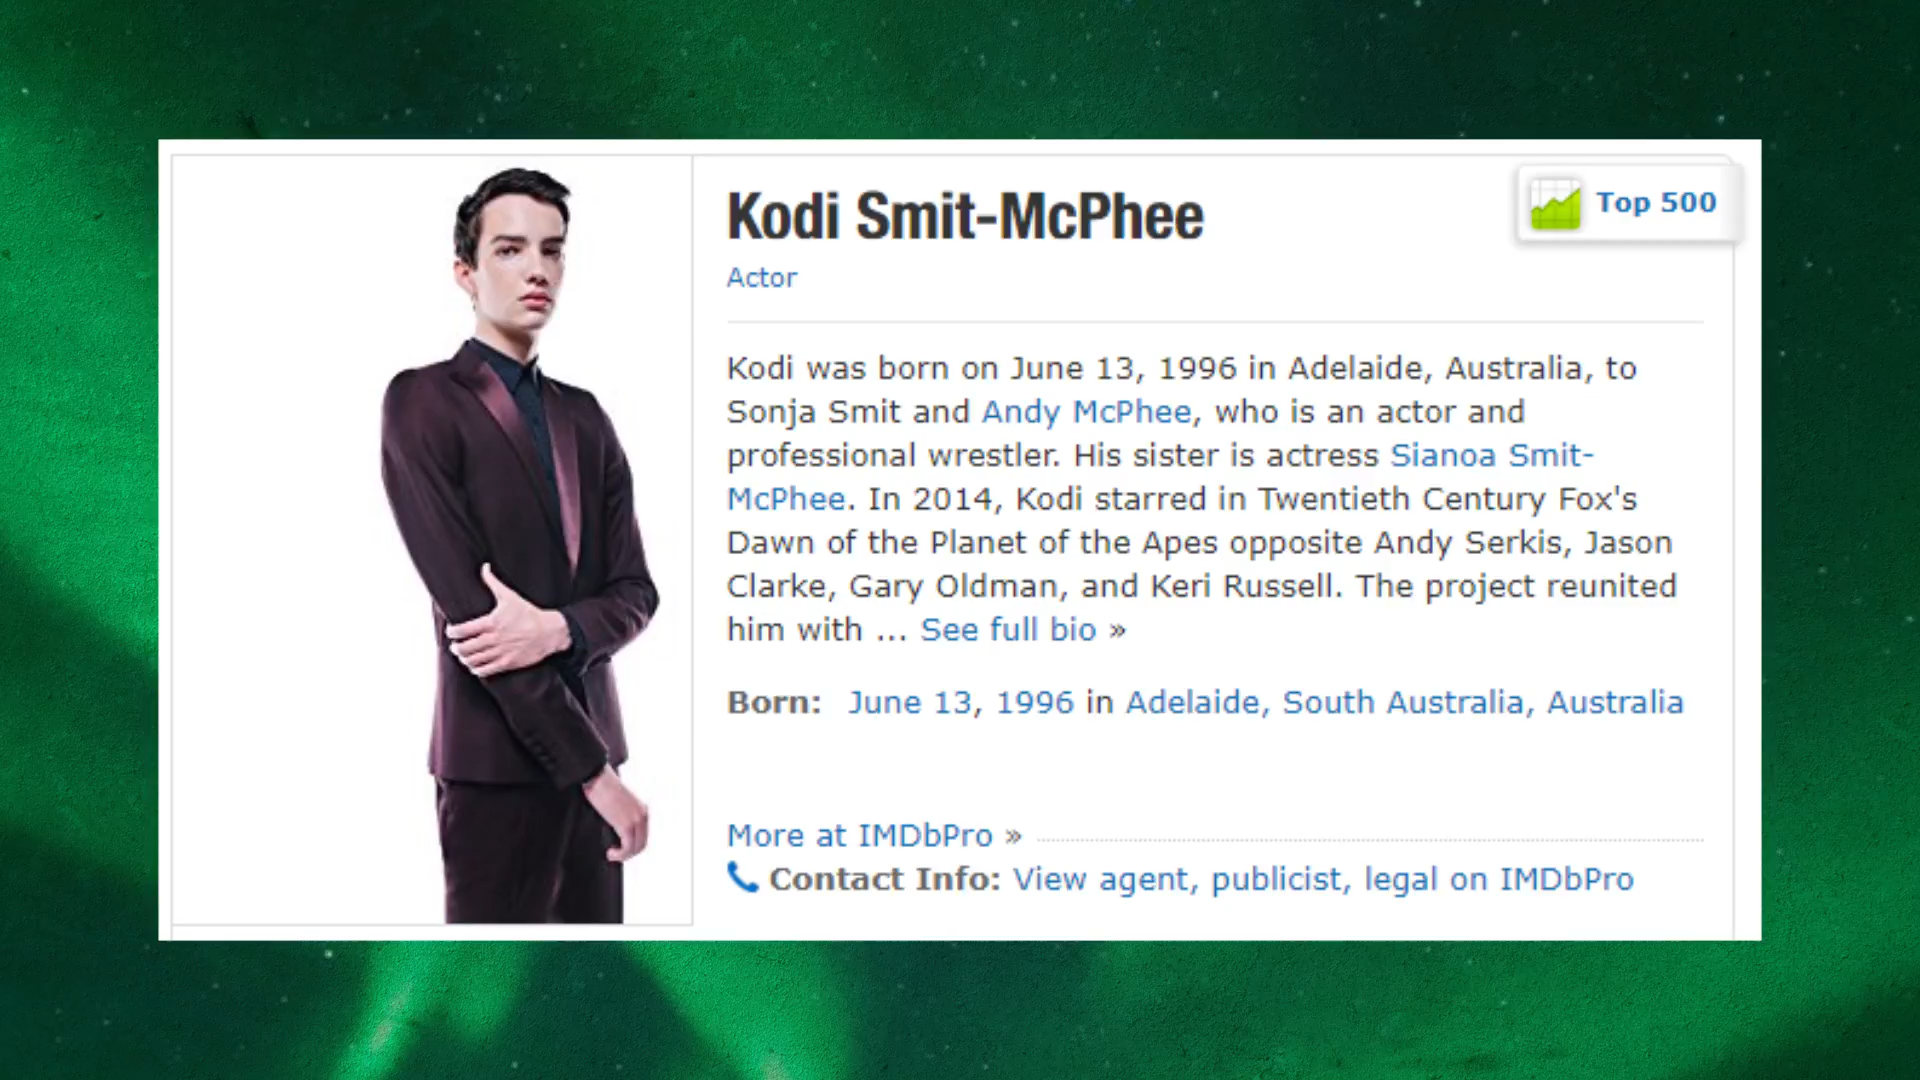 Kodi Smit-McPhee
Top 500
Actor
Kodi was born on June 13, 1996 in Adelaide, Australia, to
Sonja Smit and Andy McPhee, who is an actor and
professional wrestler. His sister is actress Sianoa Smit-
McPhee. In 2014, Kodi starred in Twentieth Century Fox's
Dawn of the Planet of the Apes opposite Andy Serkis, Jason
Clarke, Gary Oldman, and Keri Russell. The project reunited
him with ... See full bio »
Born: June 13, 1996 in Adelaide, South Australia, Australia
More at IMDbPro »
Contact Info: View agent, publicist, legal on IMDbPro